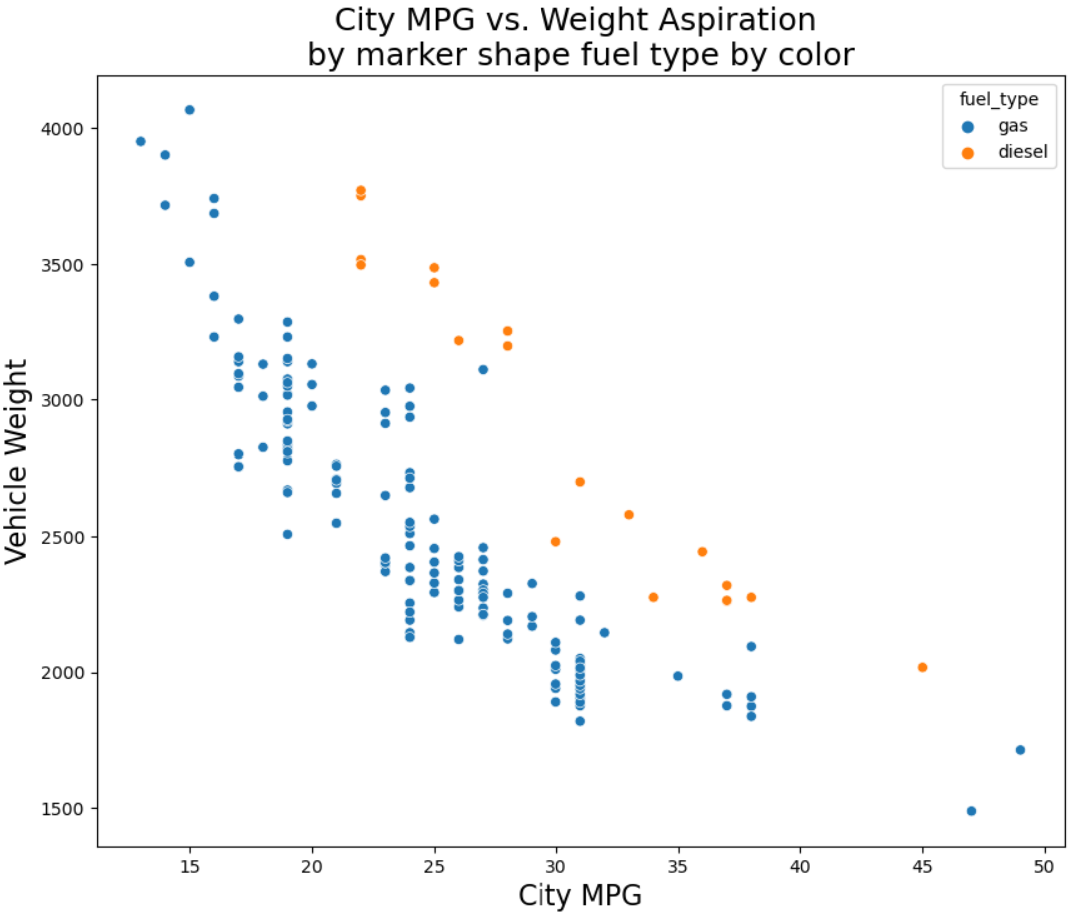 City MPG vs. Weight Aspiration
by marker shape fuel type by color
fuel_type
gas
diesel
Vehicle Weight
4000
3500
3000
2500
2000
1500
15 20 25 30 35 40 45 50
City MPG